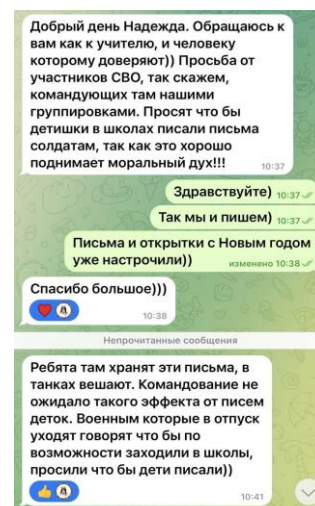 Добрый день Надежда. Обращаюсь к
вам как к учителю, и человеку
которому доверяют)) Просьба от
участников СВО, так скажем,
командующих там нашими
группировками. Просят что бы
детишки в школах писали письма
солдатам, так как это хорошо
поднимает моральный дух!!! 10:37
Здравствуйте) 10:37
Так мы и пишем) 10:37
Письма и открытки с Новым годом
уже настрочили)) изменено 10:38
Спасибо большое)))
10:38
Непрочитанные сообщения
Ребята там хранят эти письма, в
танках вешают. Командование не
ожидало такого эффекта от писем
деток. Военным которые в отпуск
уходят говорят что бы по
возможности заходили в школы,
просили что бы дети писали))
10:41